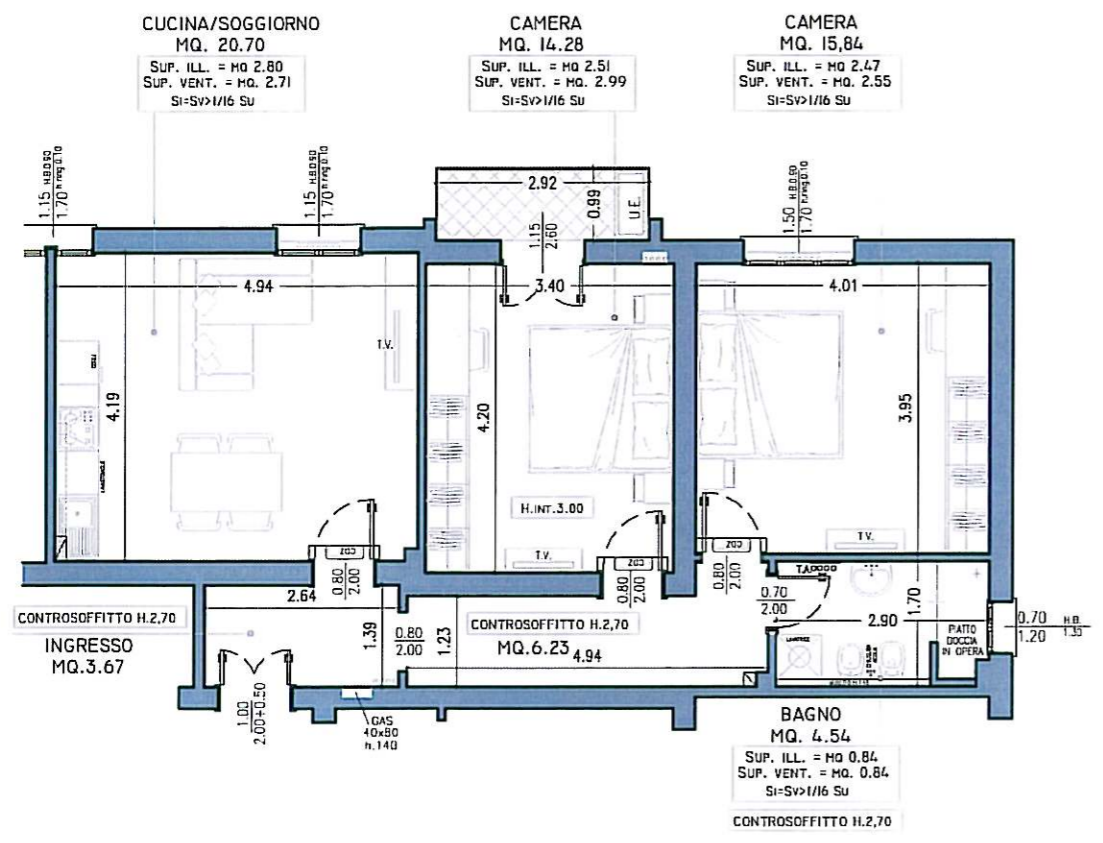 CUCINA/SOGGIORNO
MQ. 20.70
SUP. ILL. = MQ 2.80
SUP. VENT. = MQ. 2.71
SI=SV>1/16 SU
CAMERA
MQ. 14.28
SUP. ILL. = MQ 2.51
SUP. VENT. = MQ. 2.99
SI=SV>1/16 SU
CAMERA
MQ. 15,84
SUP. ILL. = MQ 2.47
SUP. VENT. = MQ. 2.55
SI=SV>1/16 SU
1.15 H.B.0.90
1.70
1.15
1.70
2.92
0.99
U.E.
1.15
2.60
1.50 H.B.0.90
1.70
4.94
3.40
4.01
T.V.
4.19
4.20
3.95
H.INT.3.00
T.V.
T.V.
CDZ
CDZ
CDZ
0.80
2.00
0.80
2.00
0.80
2.00
CONTROSOFFITTO H.2,70
INGRESSO
MQ.3.67
2.64
1.39
0.80
2.00
1.23
CONTROSOFFITTO H.2,70
MQ.6.23
4.94
0.70
2.00
1.70
2.90
PIATTO
DOCCIA
IN OPERA
0.70 H.B.
1.20 1.30
1.00
2.00+0.50
GAS
40x80
h.140
BAGNO
MQ. 4.54
SUP. ILL. = MQ 0.84
SUP. VENT. = MQ. 0.84
SI=SV>1/16 SU
CONTROSOFFITTO H.2,70